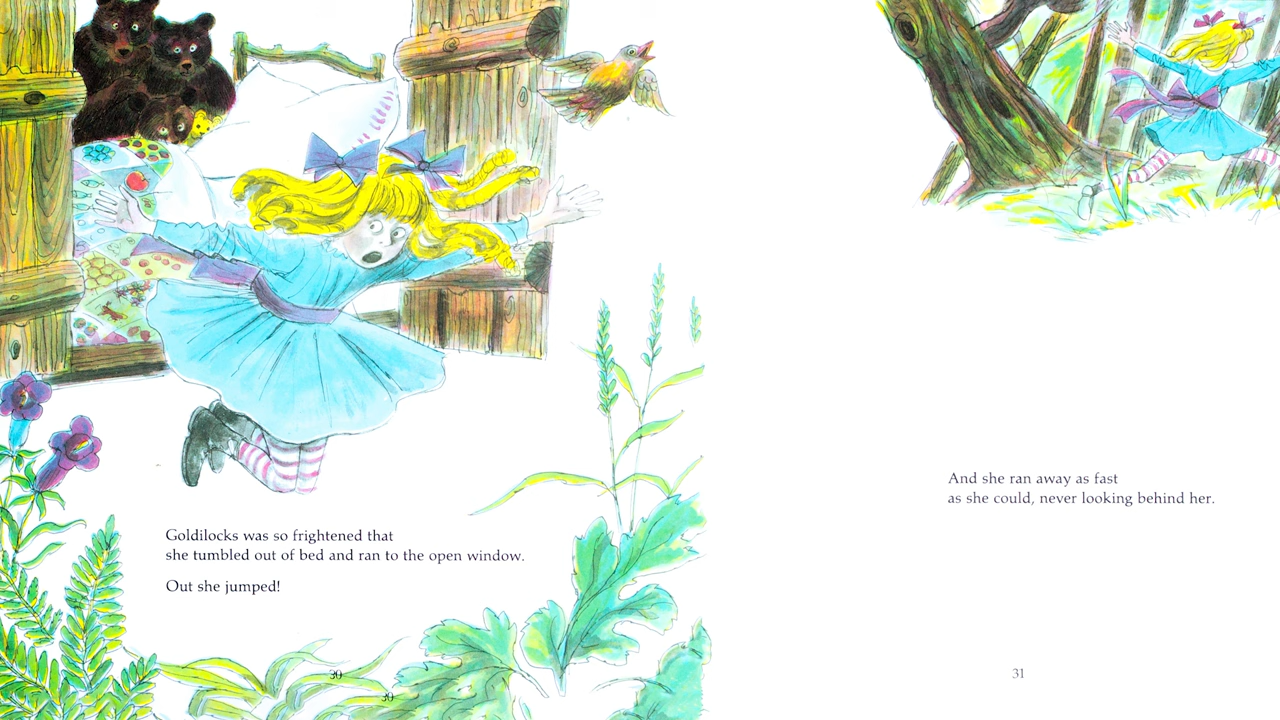 Goldilocks was so frightened that
she tumbled out of bed and ran to the open window.
Out she jumped!
30
30
And she ran away as fast
as she could, never looking behind her.
31